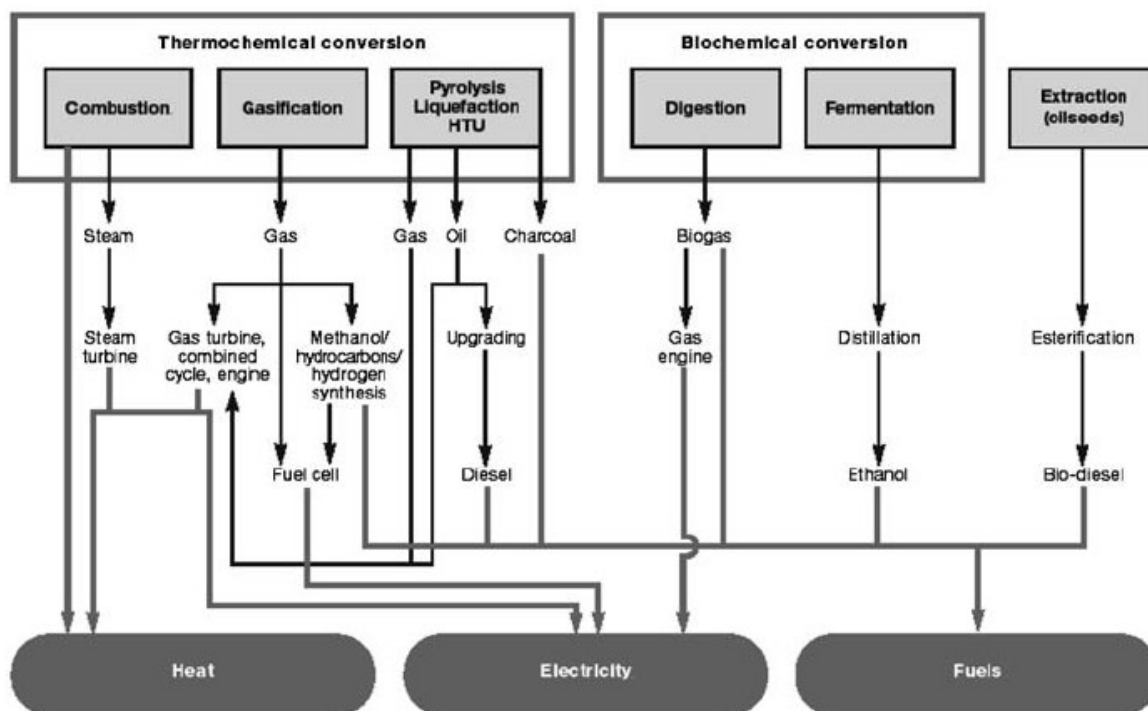 Thermochemical conversion
Biochemical conversion
Combustion
Gasification
Pyrolysis
Liquefaction
HTU
Digestion
Fermentation
Extraction
(oilseeds)
Steam
Gas
Gas
Oil
Charcoal
Biogas
Steam
turbine
Gas turbine,
combined
cycle, engine
Methanol/
hydrocarbons/
hydrogen
synthesis
Upgrading
Gas
engine
Distillation
Esterification
Fuel cell
Diesel
Ethanol
Bio-diesel
Heat
Electricity
Fuels